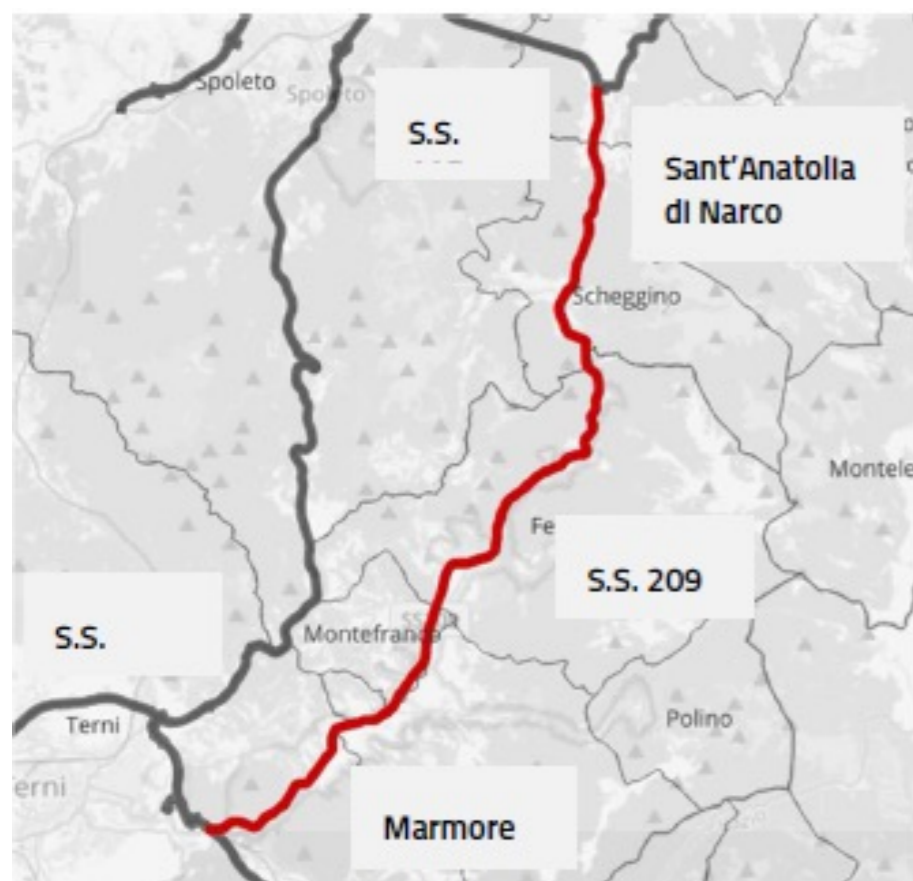 Spoleto
Spoleto
S.S.
Sant'Anatolia
di Narco
Scheggino
Montele
Fe
S.S. 209
S.S.
Montefranco
Terni
Polino
erni
Marmore